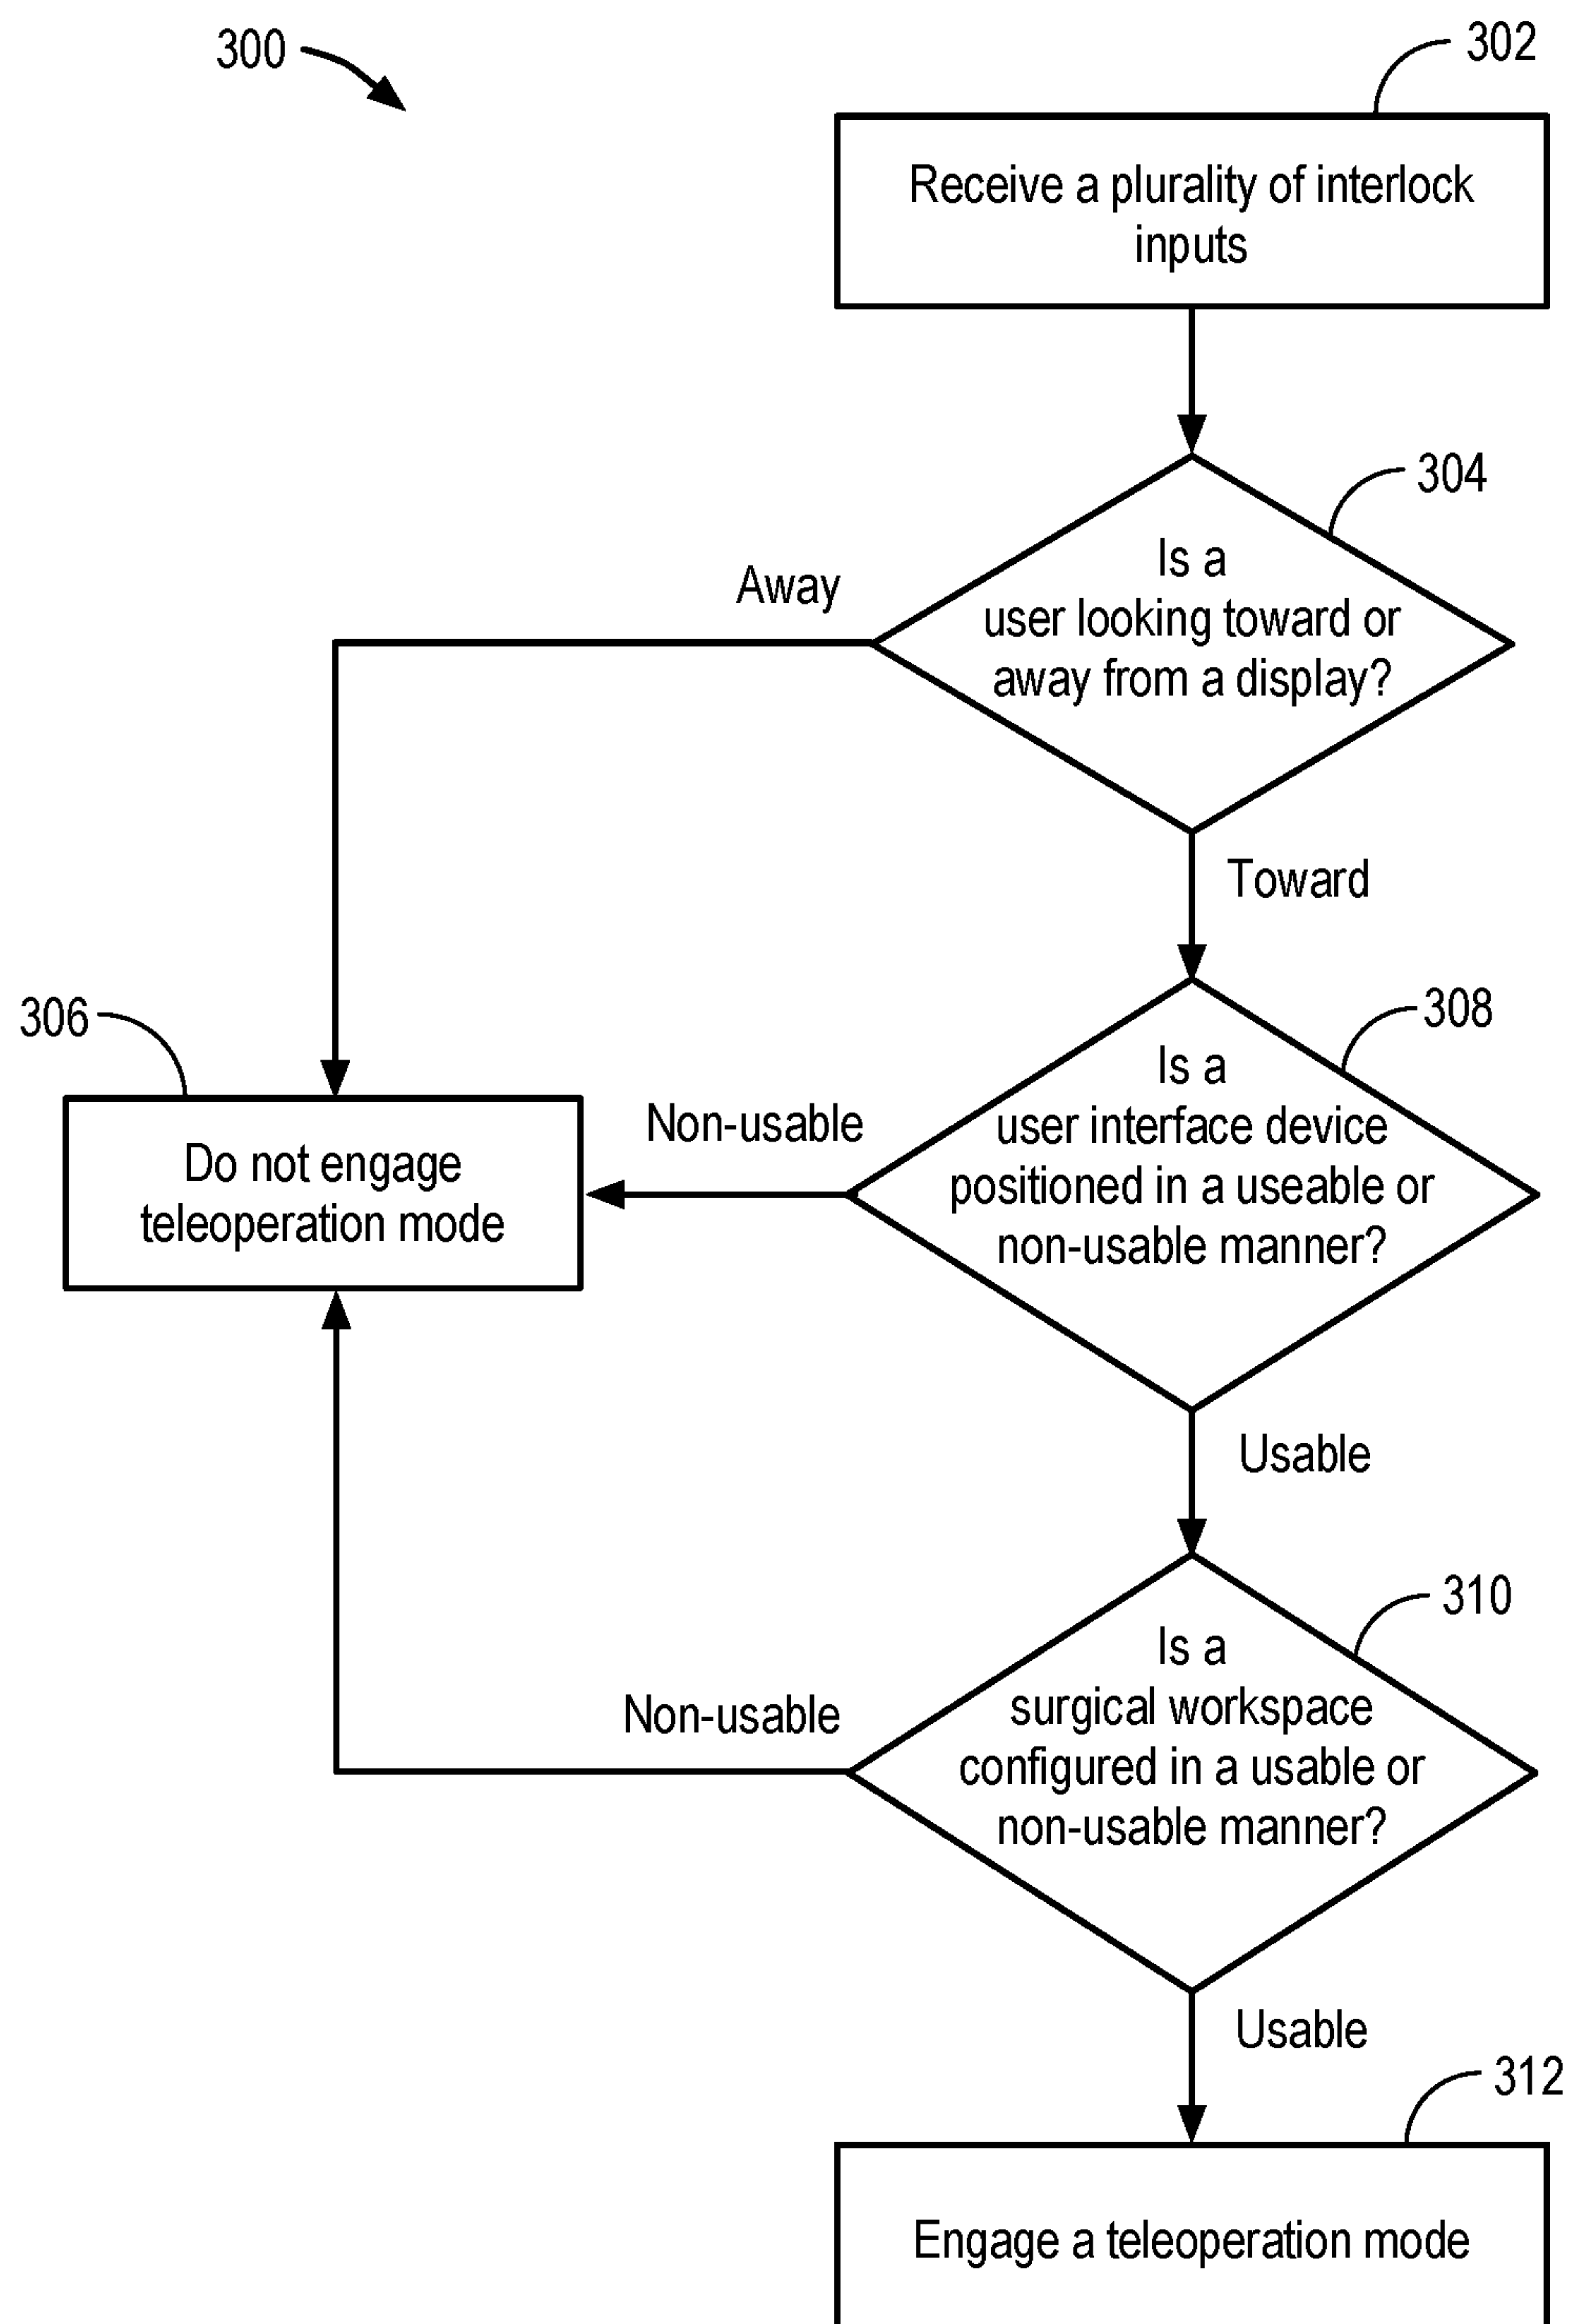 300
302
Receive a plurality of interlock
inputs
304
Is a
user looking toward or
away from a display?
Away
Toward
306
Do not engage
teleoperation mode
308
Is a
user interface device
positioned in a useable or
non-usable manner?
Non-usable
Usable
310
Is a
surgical workspace
configured in a usable or
non-usable manner?
Non-usable
Usable
312
Engage a teleoperation mode